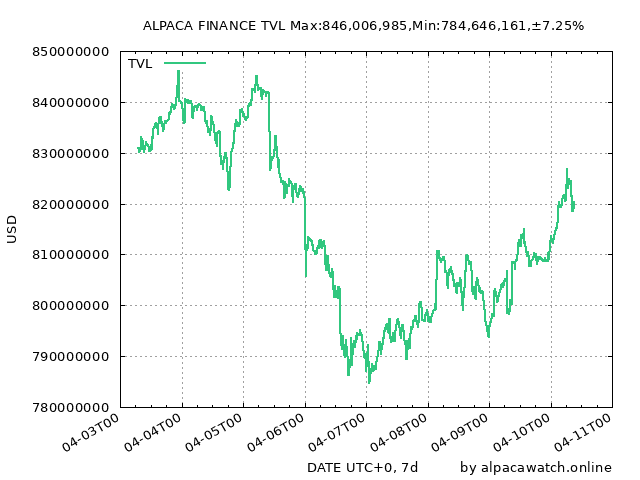 ALPACA FINANCE TVL Max:846,006,985,Min:784,646,161,±7.25%
850000000
TVL
840000000
830000000
820000000
810000000
800000000
790000000
780000000
USD
04-03T00
04-04T00
04-05T00
04-06T00
04-07T00
04-08T00
04-09T00
04-10T00
04-11T00
DATE UTC+0, 7d
by alpacawatch.online